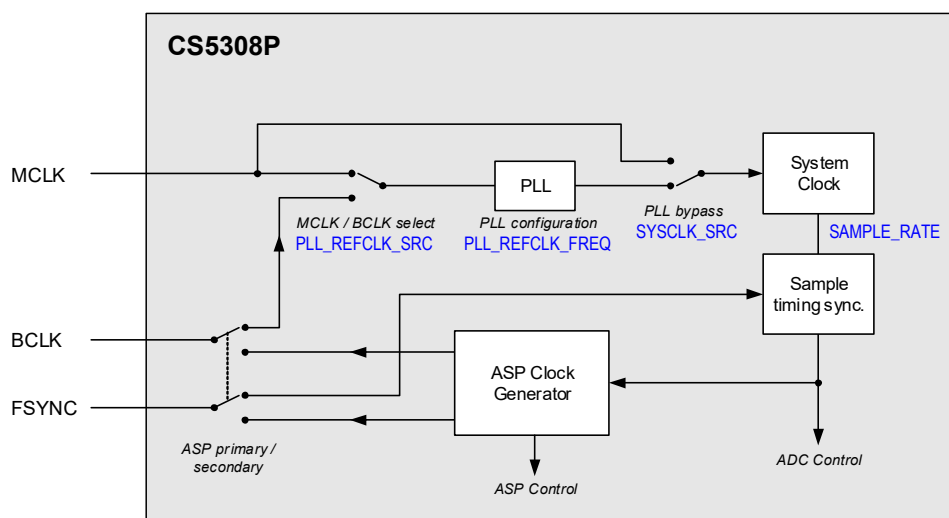 CS5308P
MCLK
MCLK / BCLK select
PLL_REFCLK_SRC
PLL
PLL configuration
PLL_REFCLK_FREQ
PLL bypass
SYSCLK_SRC
System
Clock
SAMPLE_RATE
Sample
timing sync.
BCLK
FSYNC
ASP primary /
secondary
ASP Clock
Generator
ASP Control
ADC Control